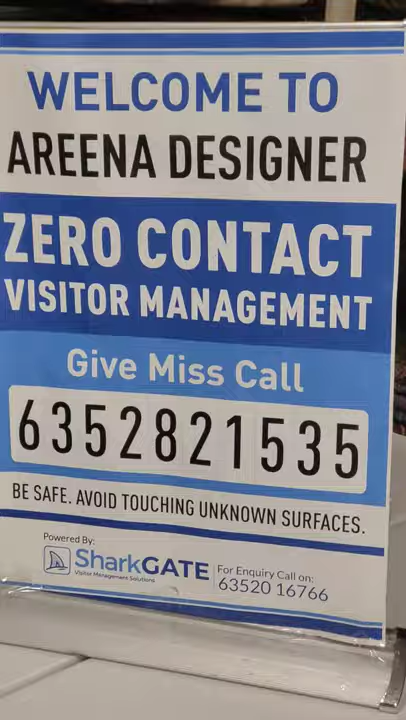 WELCOME TO
AREENA DESIGNER
ZERO CONTACT
VISITOR MANAGEMENT
Give Miss Call
6352821535
BE SAFE. AVOID TOUCHING UNKNOWN SURFACES.
Powered By:
SharkGATE
Visitor Management Solutions
For Enquiry Call on:
63520 16766